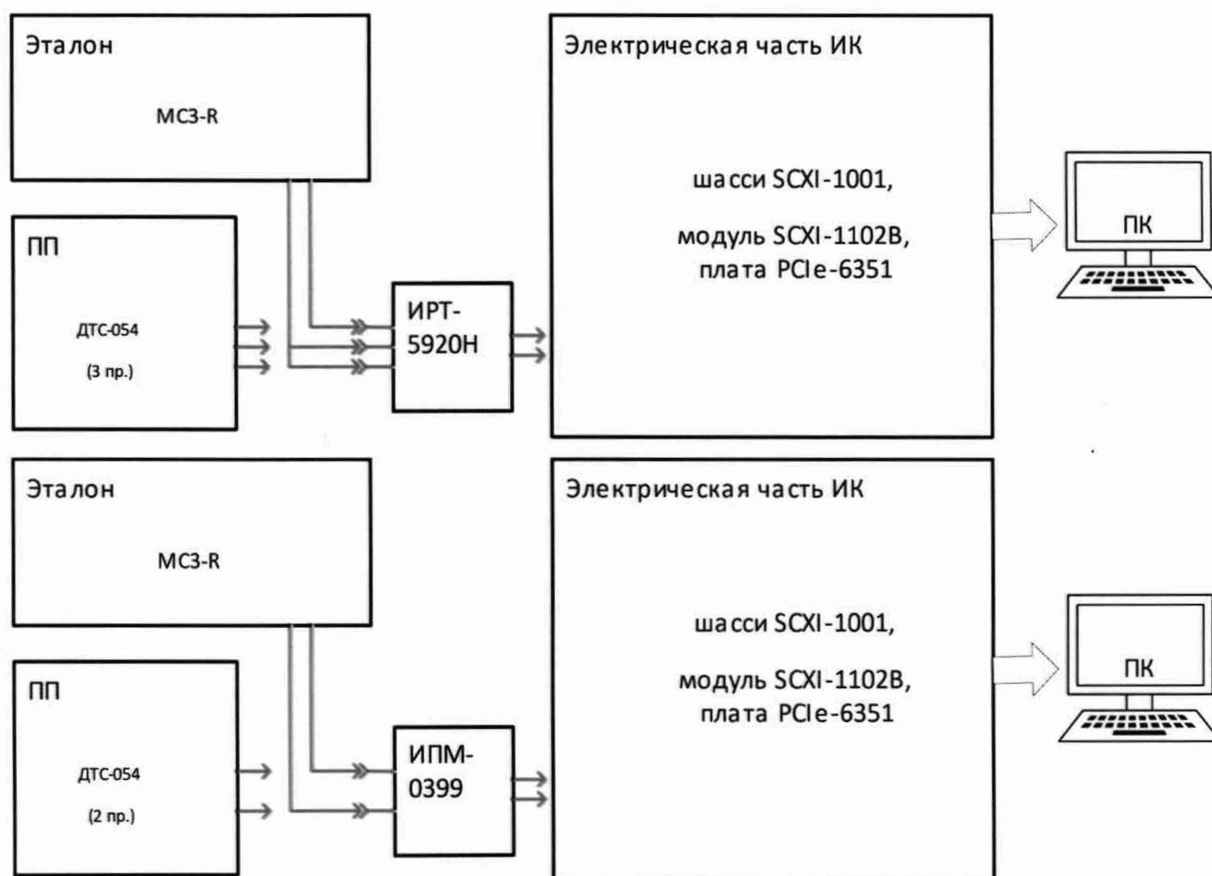 Эталон
МС3-R
ПП
ДТС-054
(3 пр.)
ИРТ-
5920Н
Электрическая часть ИК
шасси SCXI-1001,
модуль SCXI-1102B,
плата PCIe-6351
ПК
Эталон
МС3-R
ПП
ДТС-054
(2 пр.)
ИПМ-
0399
Электрическая часть ИК
шасси SCXI-1001,
модуль SCXI-1102B,
плата PCIe-6351
ПК